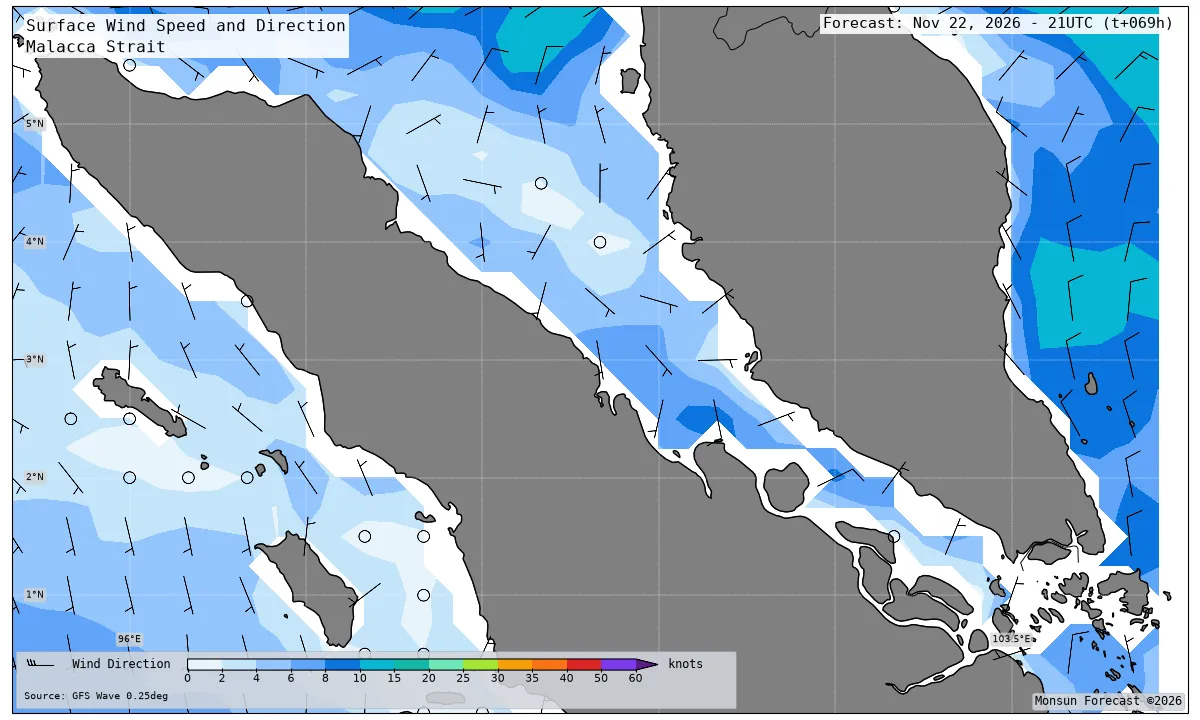 Surface Wind Speed and Direction
Malacca Strait
Forecast: Nov 22, 2026 - 21UTC (t+069h)
5°N
4°N
3°N
2°N
1°N
96°E
103.5°E
Wind Direction
knots
0 2 4 6 8 10 12 15 20 25 30 35 40 50 60
Source: GFS Wave 0.25deg
Monsun Forecast ©2026